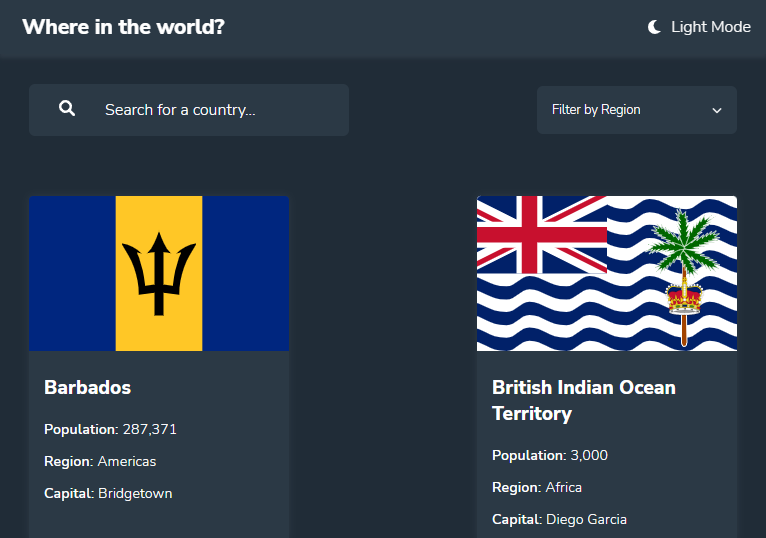 Where in the world?
Light Mode
Search for a country...
Filter by Region
Barbados
Population: 287,371
Region: Americas
Capital: Bridgetown
British Indian Ocean
Territory
Population: 3,000
Region: Africa
Capital: Diego Garcia